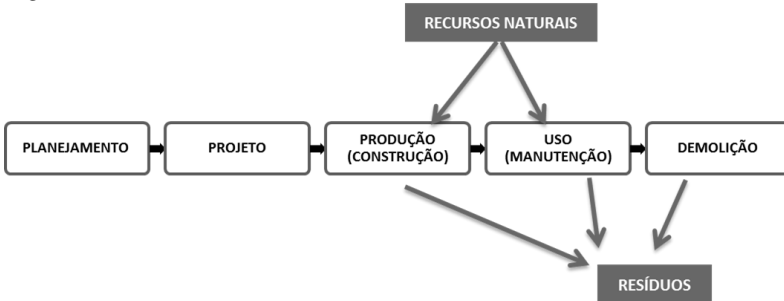 RECURSOS NATURAIS
PLANEJAMENTO
PROJETO
PRODUÇÃO
(CONSTRUÇÃO)
USO
(MANUTENÇÃO)
DEMOLIÇÃO
RESÍDUOS